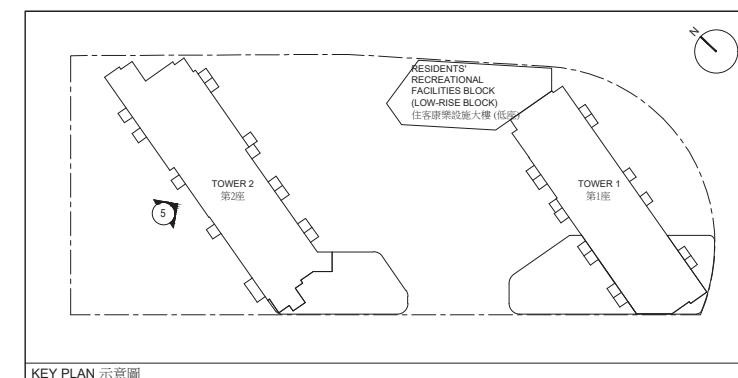 N
RESIDENTS'
RECREATIONAL
FACILITIES BLOCK
(LOW-RISE BLOCK)
住客康樂設施大樓 (低座)
TOWER 2
第2座
TOWER 1
第1座
5
KEY PLAN 示意圖